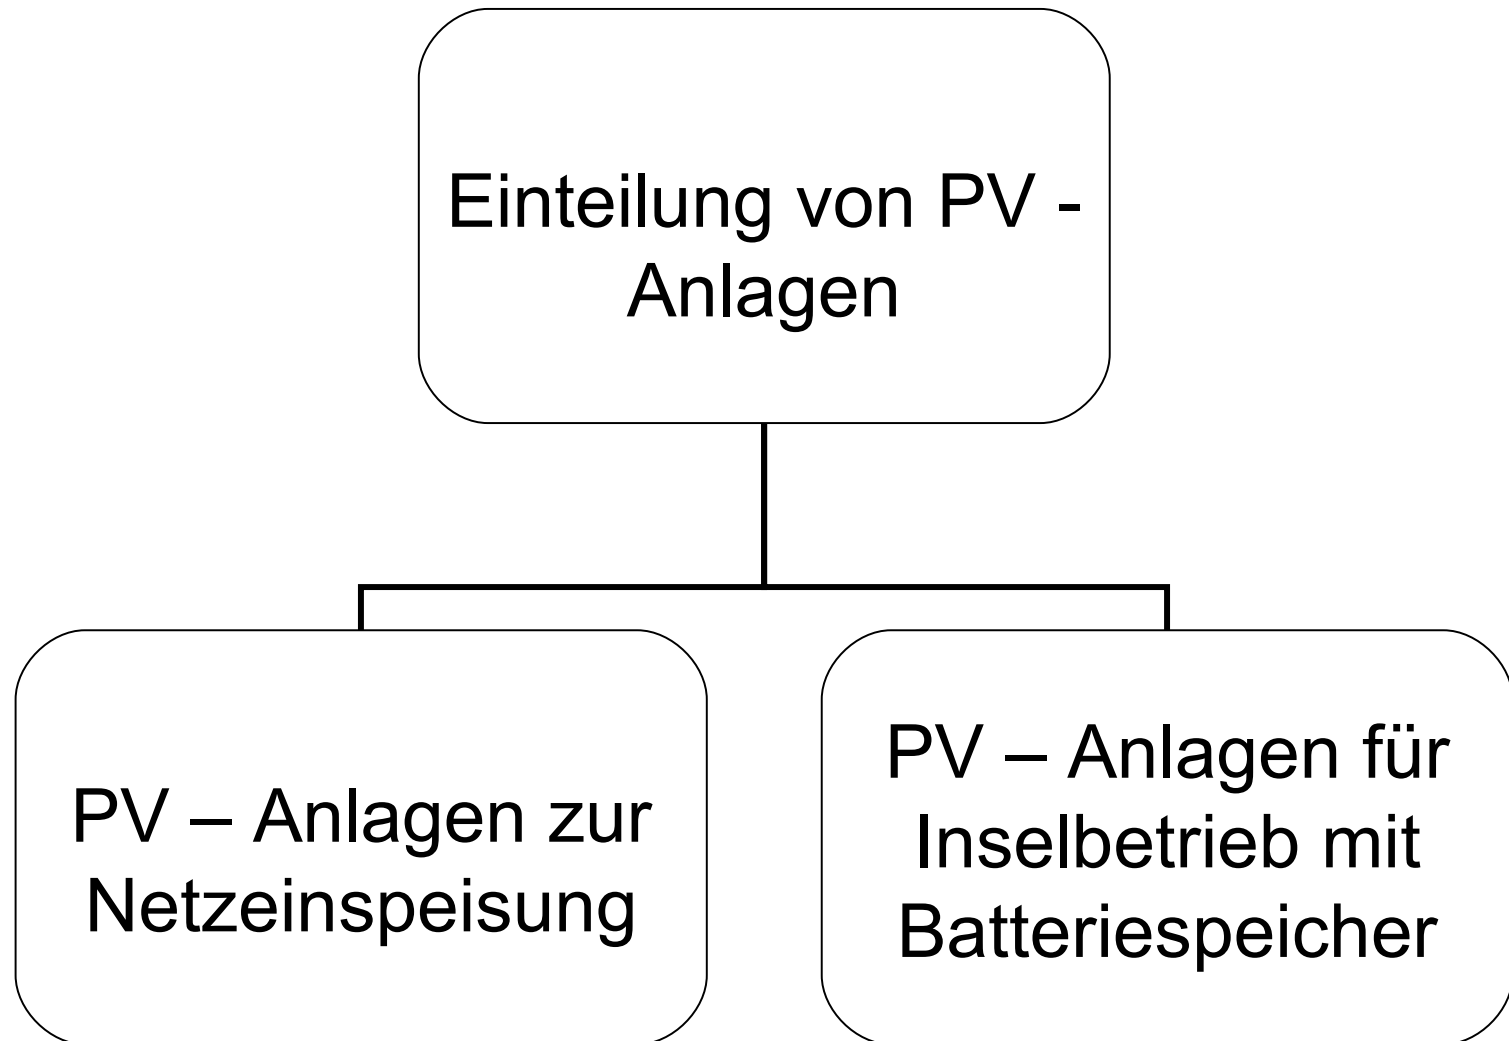 Einteilung von PV -
Anlagen
PV – Anlagen zur
Netzeinspeisung
PV – Anlagen für
Inselbetrieb mit
Batteriespeicher